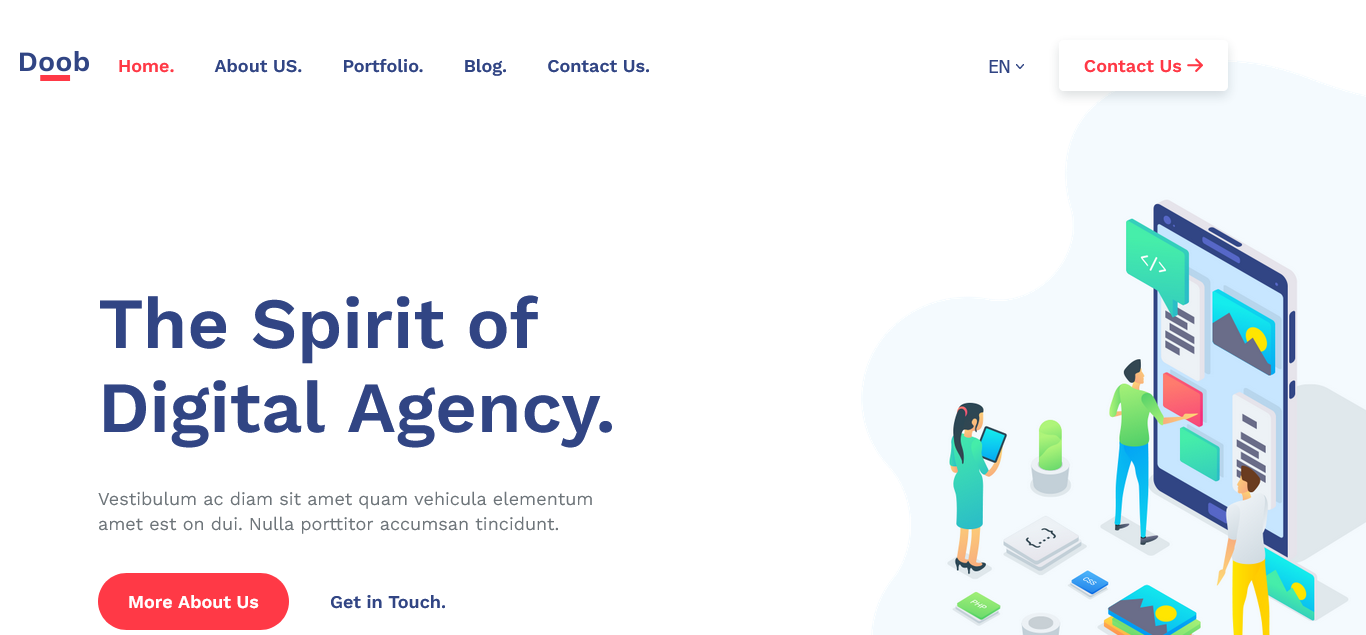 Doob
Home. About US. Portfolio. Blog. Contact Us. EN Contact Us
The Spirit of
Digital Agency.
Vestibulum ac diam sit amet quam vehicula elementum
amet est on dui. Nulla porttitor accumsan tincidunt.
More About Us Get in Touch.
</>
{...}
CSS
PHP